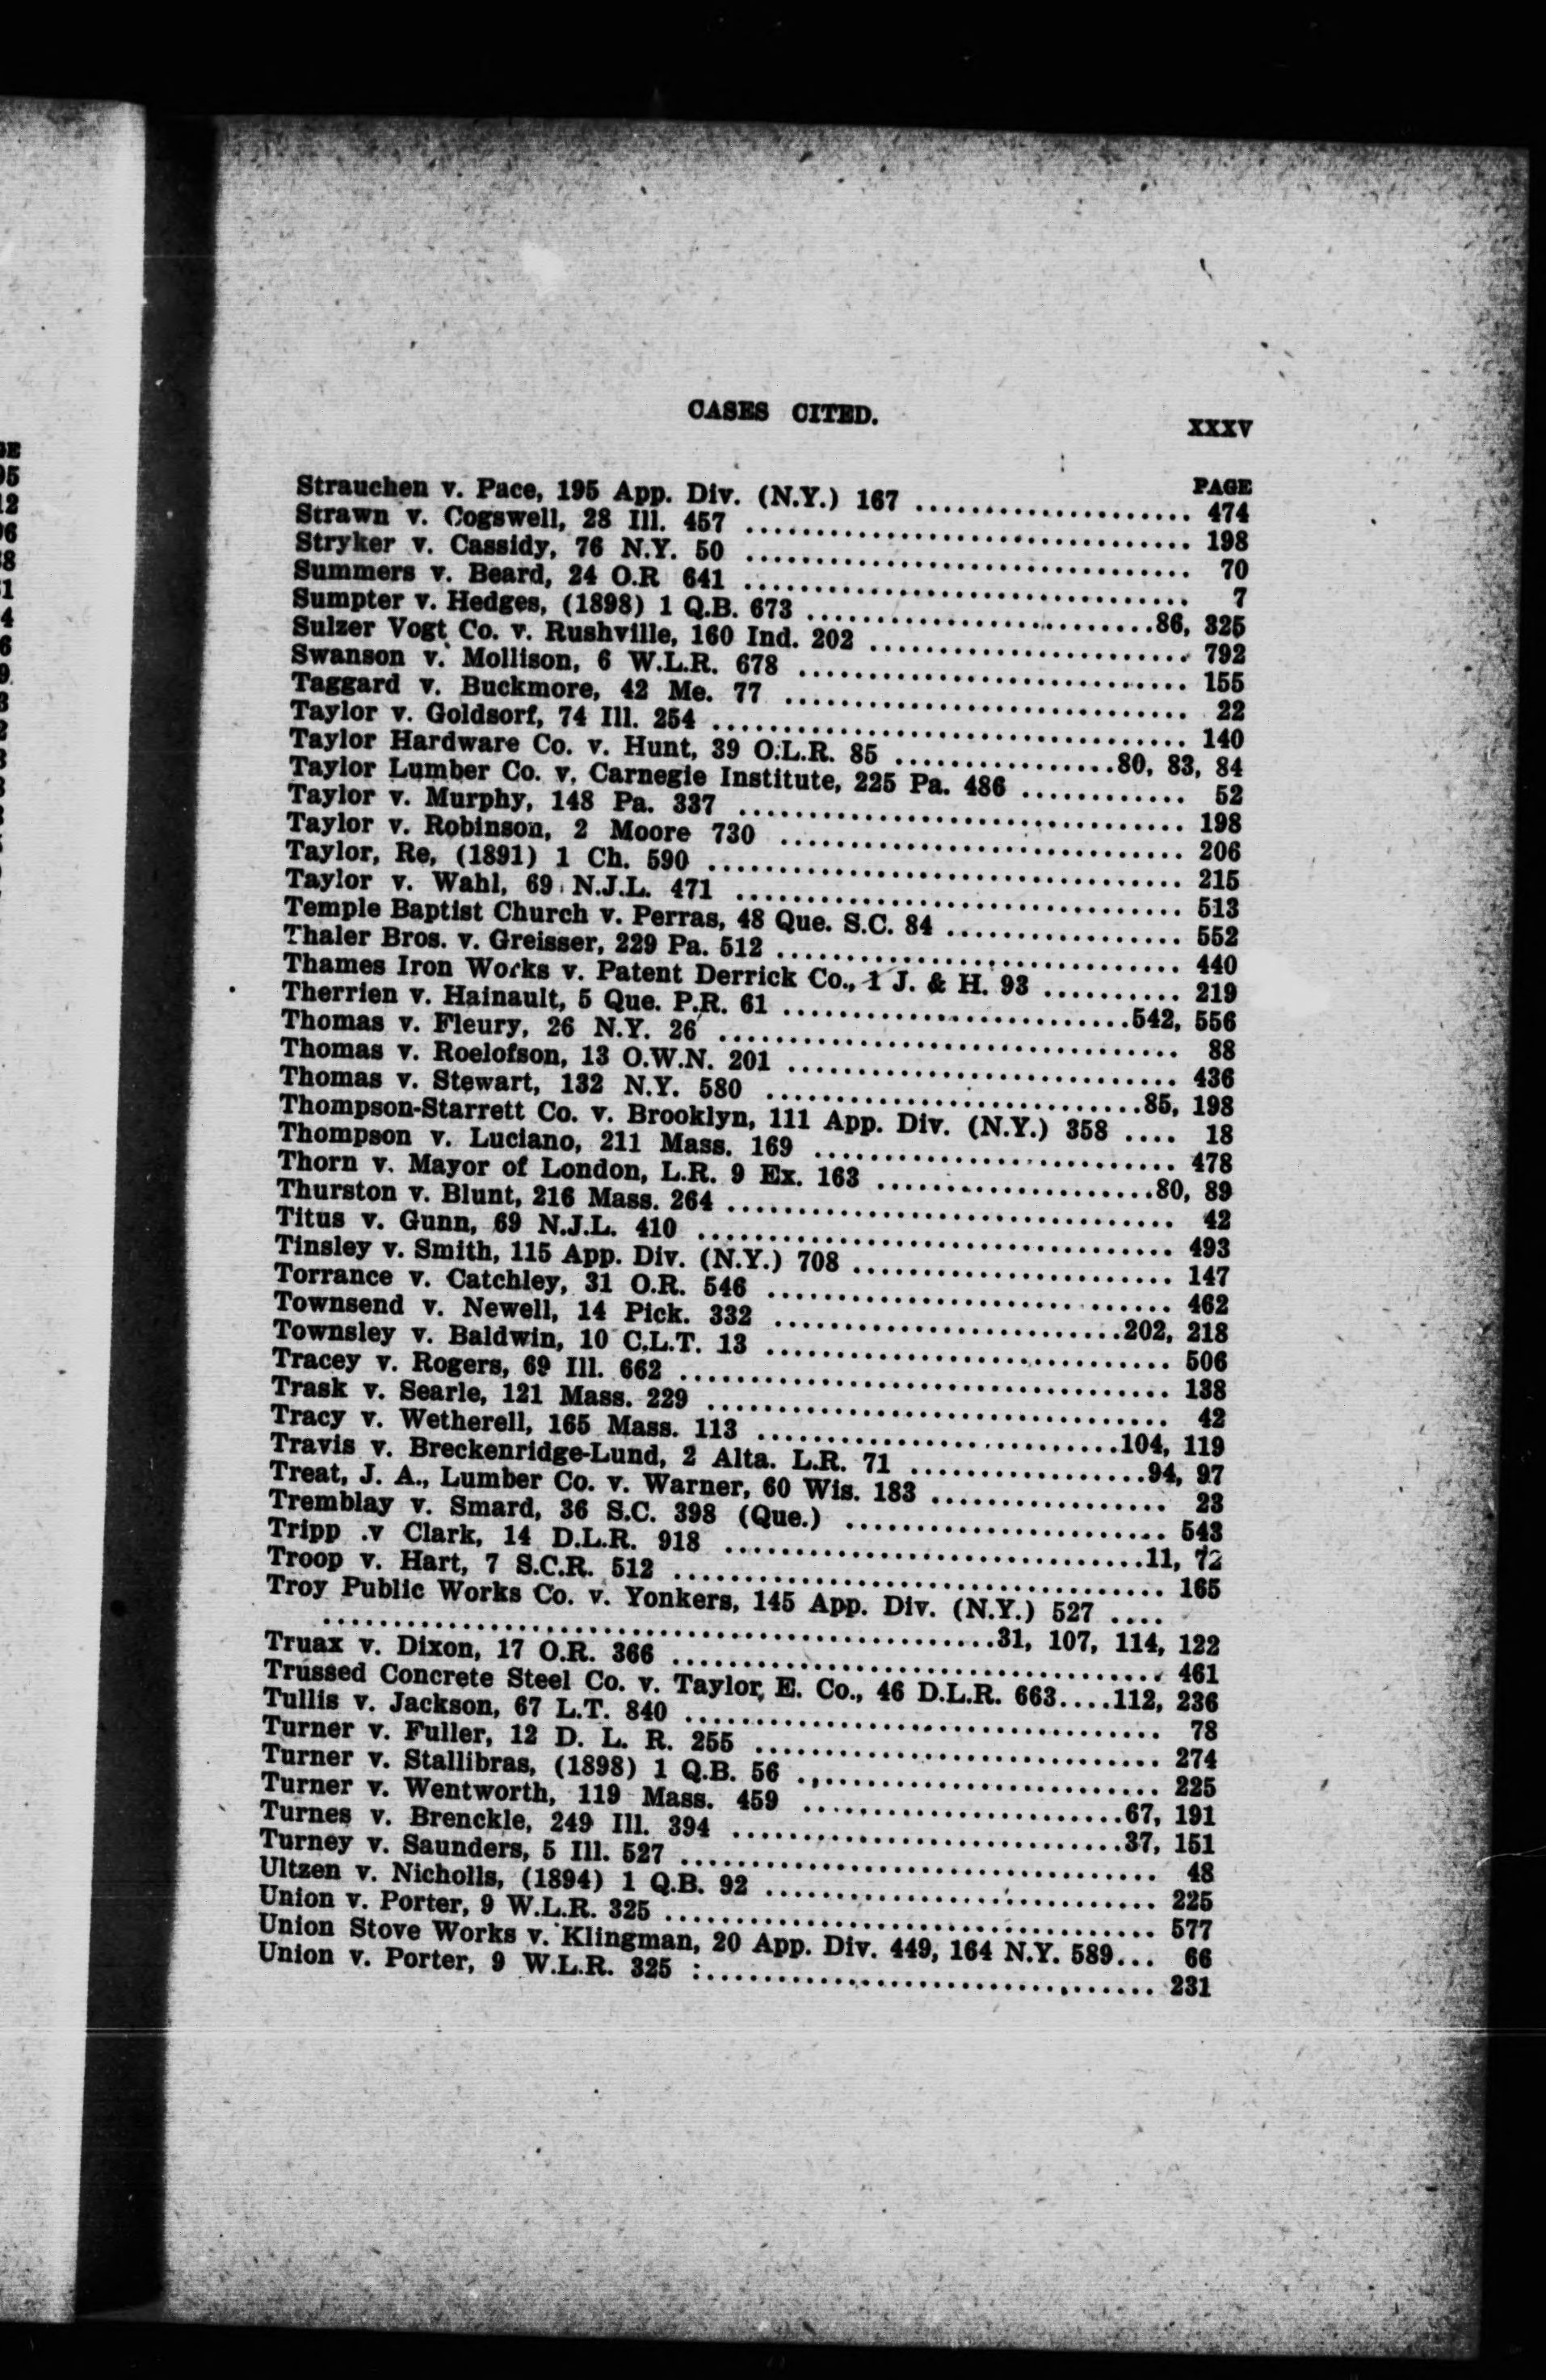 CASES CITED.
XXXV
PAGE
Strauchen v. Pace, 195 App. Div. (N.Y.) 167 .................... 474
Strawn v. Cogswell, 28 Ill. 457 ................................ 198
Stryker v. Cassidy, 76 N.Y. 50 ................................ 70
Summers v. Beard, 24 O.R 641 ................................ 7
Sumpter v. Hedges, (1898) 1 Q.B. 673 .........................86, 325
Sulzer Vogt Co. v. Rushville, 160 Ind. 202 ....................... 792
Swanson v. Mollison, 6 W.L.R. 678 ............................ 155
Taggard v. Buckmore, 42 Me. 77 ............................. 22
Taylor v. Goldsorf, 74 Ill. 254 .................................. 140
Taylor Hardware Co. v. Hunt, 39 O.L.R. 85 ................80, 83, 84
Taylor Lumber Co. v. Carnegie Institute, 225 Pa. 486 ............ 52
Taylor v. Murphy, 148 Pa. 337 ................................ 198
Taylor v. Robinson, 2 Moore 730 ............................. 206
Taylor, Re, (1891) 1 Ch. 590 .................................. 215
Taylor v. Wahl, 69 N.J.L. 471 ................................ 513
Temple Baptist Church v. Perras, 48 Que. S.C. 84 ................. 552
Thaler Bros. v. Greisser, 229 Pa. 512 ............................. 440
Thames Iron Works v. Patent Derrick Co., 1 J. & H. 93 .......... 219
Therrien v. Hainault, 5 Que. P.R. 61 .........................542, 556
Thomas v. Fleury, 26 N.Y. 26 ................................. 88
Thomas v. Roelofson, 13 O.W.N. 201 ............................ 436
Thomas v. Stewart, 132 N.Y. 580 ...........................85, 198
Thompson-Starrett Co. v. Brooklyn, 111 App. Div. (N.Y.) 358 .... 18
Thompson v. Luciano, 211 Mass. 169 .......................... 478
Thorn v. Mayor of London, L.R. 9 Ex. 163 ....................80, 89
Thurston v. Blunt, 216 Mass. 264 ................................ 42
Titus v. Gunn, 69 N.J.L. 410 .................................. 493
Tinsley v. Smith, 115 App. Div. (N.Y.) 708 ....................... 147
Torrance v. Catchley, 31 O.R. 546 ............................. 462
Townsend v. Newell, 14 Pick. 332 .........................202, 218
Townsley v. Baldwin, 10 C.L.T. 13 ............................. 506
Tracey v. Rogers, 69 Ill. 662 ................................... 138
Trask v. Searle, 121 Mass. 229 ................................. 42
Tracy v. Wetherell, 165 Mass. 113 ..........................104, 119
Travis v. Breckenridge-Lund, 2 Alta. L.R. 71 .................94, 97
Treat, J. A., Lumber Co. v. Warner, 60 Wis. 183 ................. 23
Tremblay v. Smard, 36 S.C. 398 (Que.) ....................... 543
Tripp .v Clark, 14 D.L.R. 918 ..............................11, 72
Troop v. Hart, 7 S.C.R. 512 ................................... 165
Troy Public Works Co. v. Yonkers, 145 App. Div. (N.Y.) 527 ....
................................................31, 107, 114, 122
Truax v. Dixon, 17 O.R. 366 ................................... 461
Trussed Concrete Steel Co. v. Taylor, E. Co., 46 D.L.R. 663....112, 236
Tullis v. Jackson, 67 L.T. 840 .................................. 78
Turner v. Fuller, 12 D. L. R. 255 ............................. 274
Turner v. Stallibras, (1898) 1 Q.B. 56 .......................... 225
Turner v. Wentworth, 119 Mass. 459 .......................67, 191
Turnes v. Brenckle, 249 Ill. 394 ............................37, 151
Turney v. Saunders, 5 Ill. 527 .................................. 48
Ultzen v. Nicholls, (1894) 1 Q.B. 92 ............................ 225
Union v. Porter, 9 W.L.R. 325 ................................... 577
Union Stove Works v. Klingman, 20 App. Div. 449, 164 N.Y. 589... 66
Union v. Porter, 9 W.L.R. 325 :................................ 231